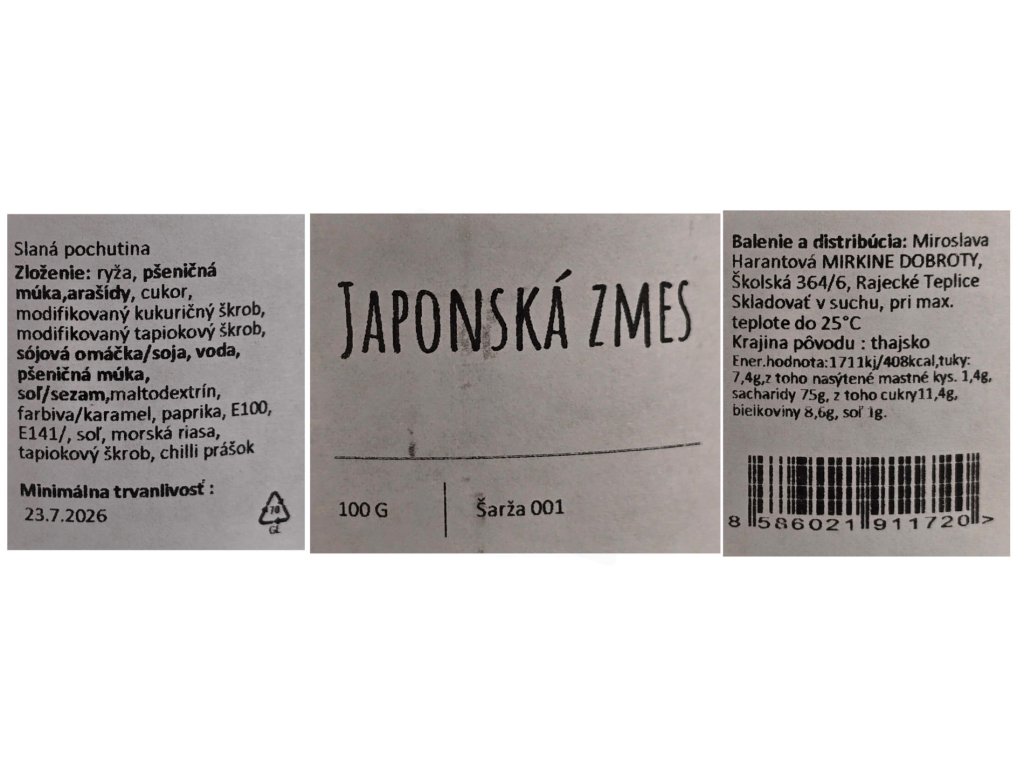 Slaná pochutina
Zloženie: ryža, pšeničná
múka,arašídy, cukor,
modifikovaný kukuričný škrob,
modifikovaný tapiokový škrob,
sójová omáčka/soja, voda,
pšeničná múka,
soľ/sezam,maltodextrín,
farbiva/karamel, paprika, E100,
E141/, soľ, morská riasa,
tapiokový škrob, chilli prášok
Minimálna trvanlivosť :
23.7.2026
70
GL
JAPONSKÁ ZMES
100 G
Šarža 001
Balenie a distribúcia: Miroslava
Harantová MIRKINE DOBROTY,
Školská 364/6, Rajecké Teplice
Skladovať v suchu, pri max.
teplote do 25°C
Krajina pôvodu : thajsko
Ener.hodnota:1711kj/408kcal,tuky:
7,4g,z toho nasýtené mastné kys. 1,4g,
sacharidy 75g, z toho cukry11,4g,
bielkoviny 8,6g, soľ 1g.
8 586021 911720 >